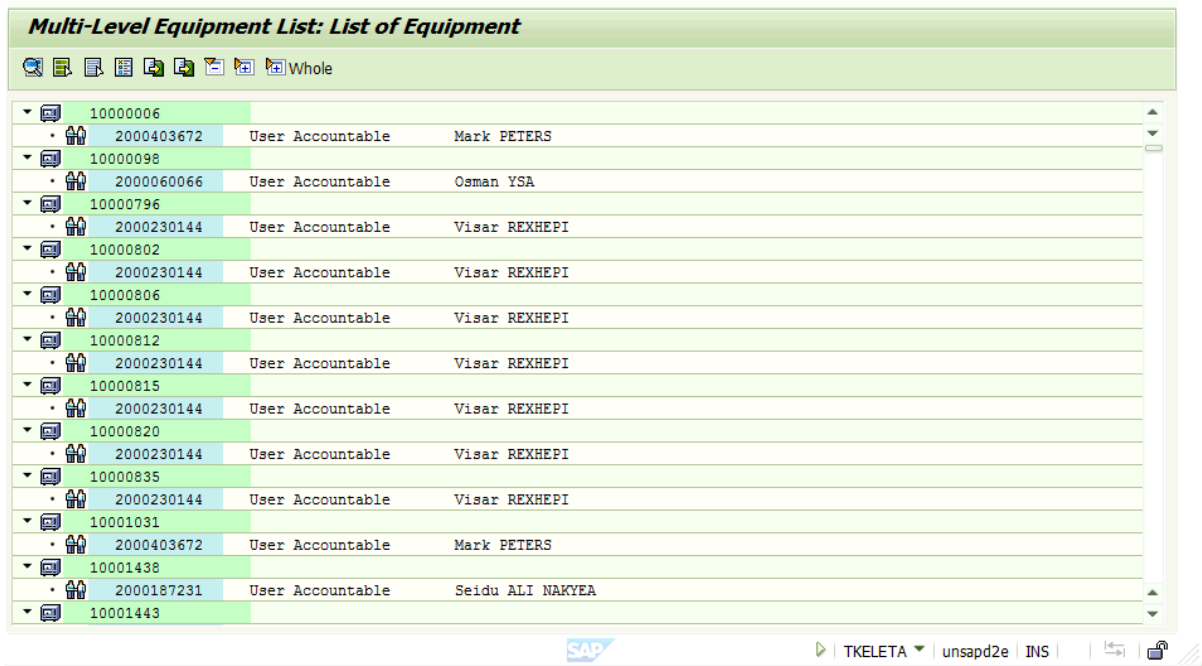 Multi-Level Equipment List: List of Equipment
Whole
10000006
2000403672 User Accountable Mark PETERS
10000098
2000060066 User Accountable Osman YSA
10000796
2000230144 User Accountable Visar REXHEPI
10000802
2000230144 User Accountable Visar REXHEPI
10000806
2000230144 User Accountable Visar REXHEPI
10000812
2000230144 User Accountable Visar REXHEPI
10000815
2000230144 User Accountable Visar REXHEPI
10000820
2000230144 User Accountable Visar REXHEPI
10000835
2000230144 User Accountable Visar REXHEPI
10001031
2000403672 User Accountable Mark PETERS
10001438
2000187231 User Accountable Seidu ALI NAKYEA
10001443
SAP TKELETA unsapd2e INS